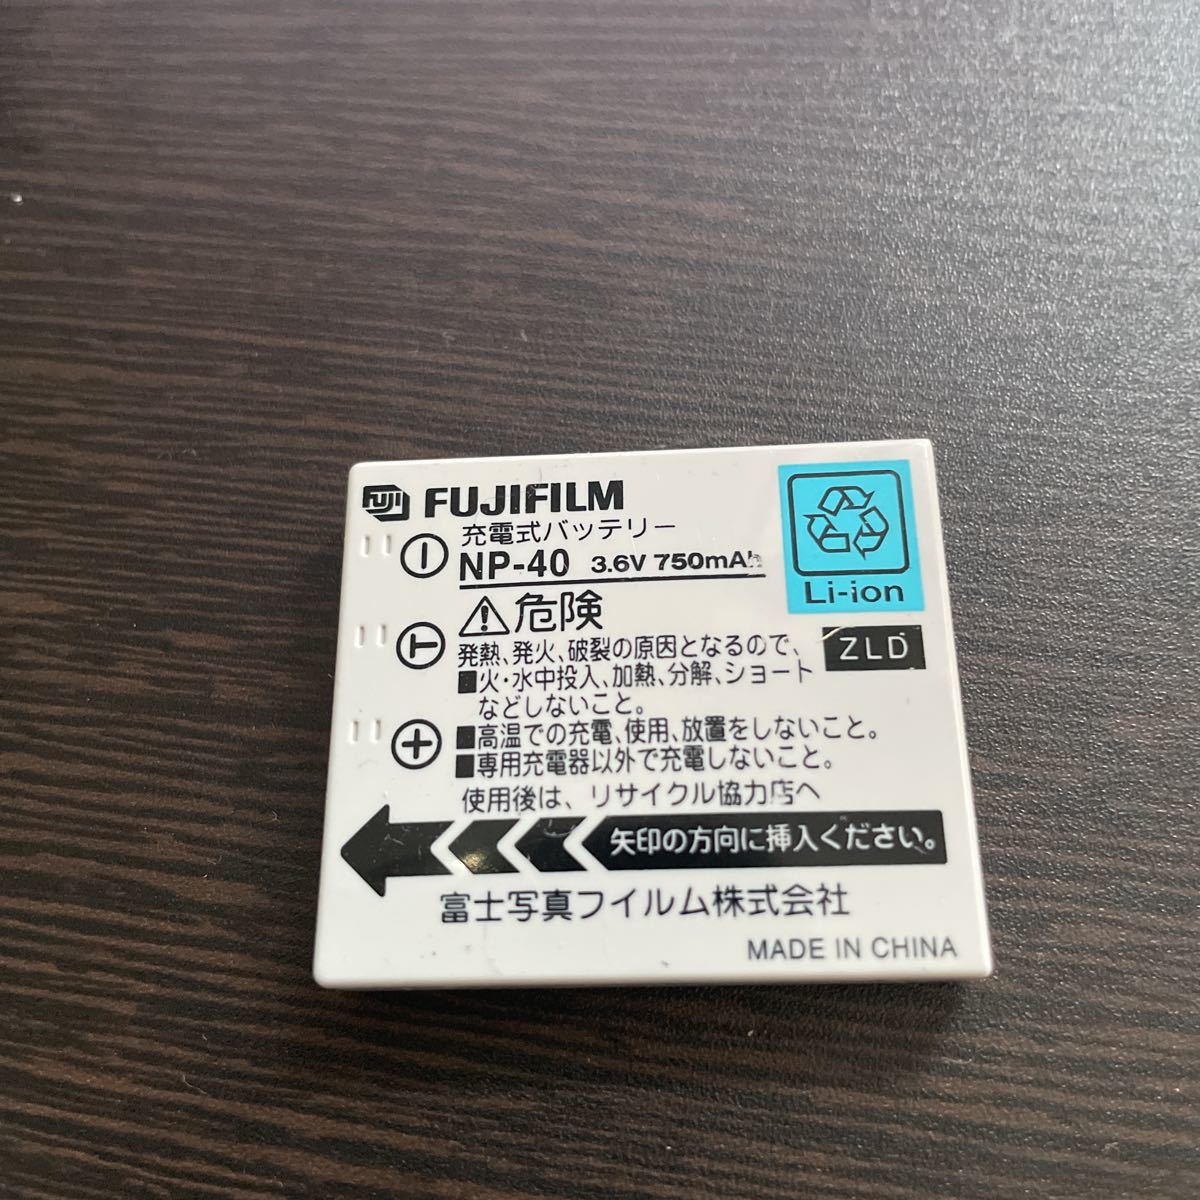 FUJI FUJIFILM
充電式バッテリー
NP-40 3.6V 750mAh
Li-ion
⚠危険
ZLD
発熱、発火、破裂の原因となるので、
■火・水中投入、加熱、分解、ショート
などしないこと。
■高温での充電、使用、放置をしないこと。
■専用充電器以外で充電しないこと。
使用後は、リサイクル協力店へ
矢印の方向に挿入ください。
富士写真フイルム株式会社
MADE IN CHINA